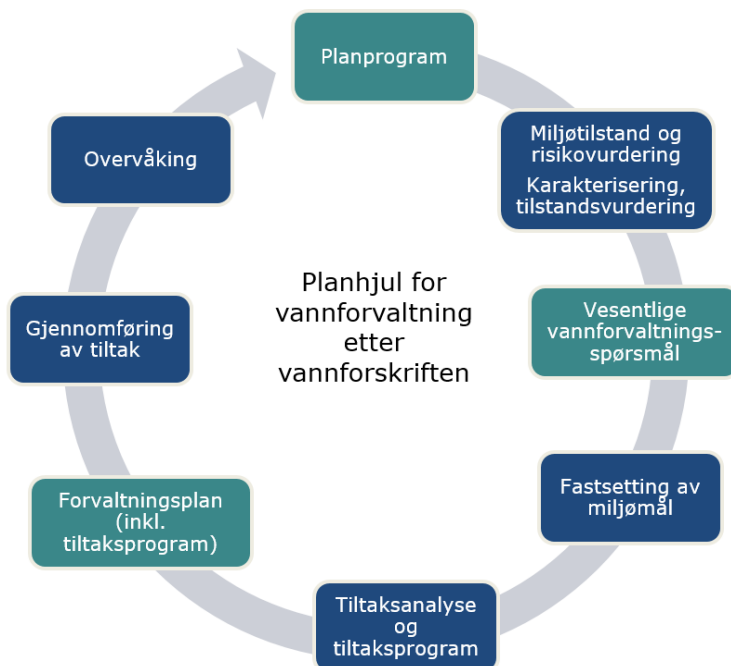 Planprogram
Miljøtilstand og
risikovurdering
Karakterisering,
tilstandsvurdering
Vesentlige
vannforvaltnings-
spørsmål
Fastsetting av
miljømål
Tiltaksanalyse
og
tiltaksprogram
Forvaltningsplan
(inkl.
tiltaksprogram)
Gjennomføring
av tiltak
Overvåking
Planhjul for
vannforvaltning
etter
vannforskriften